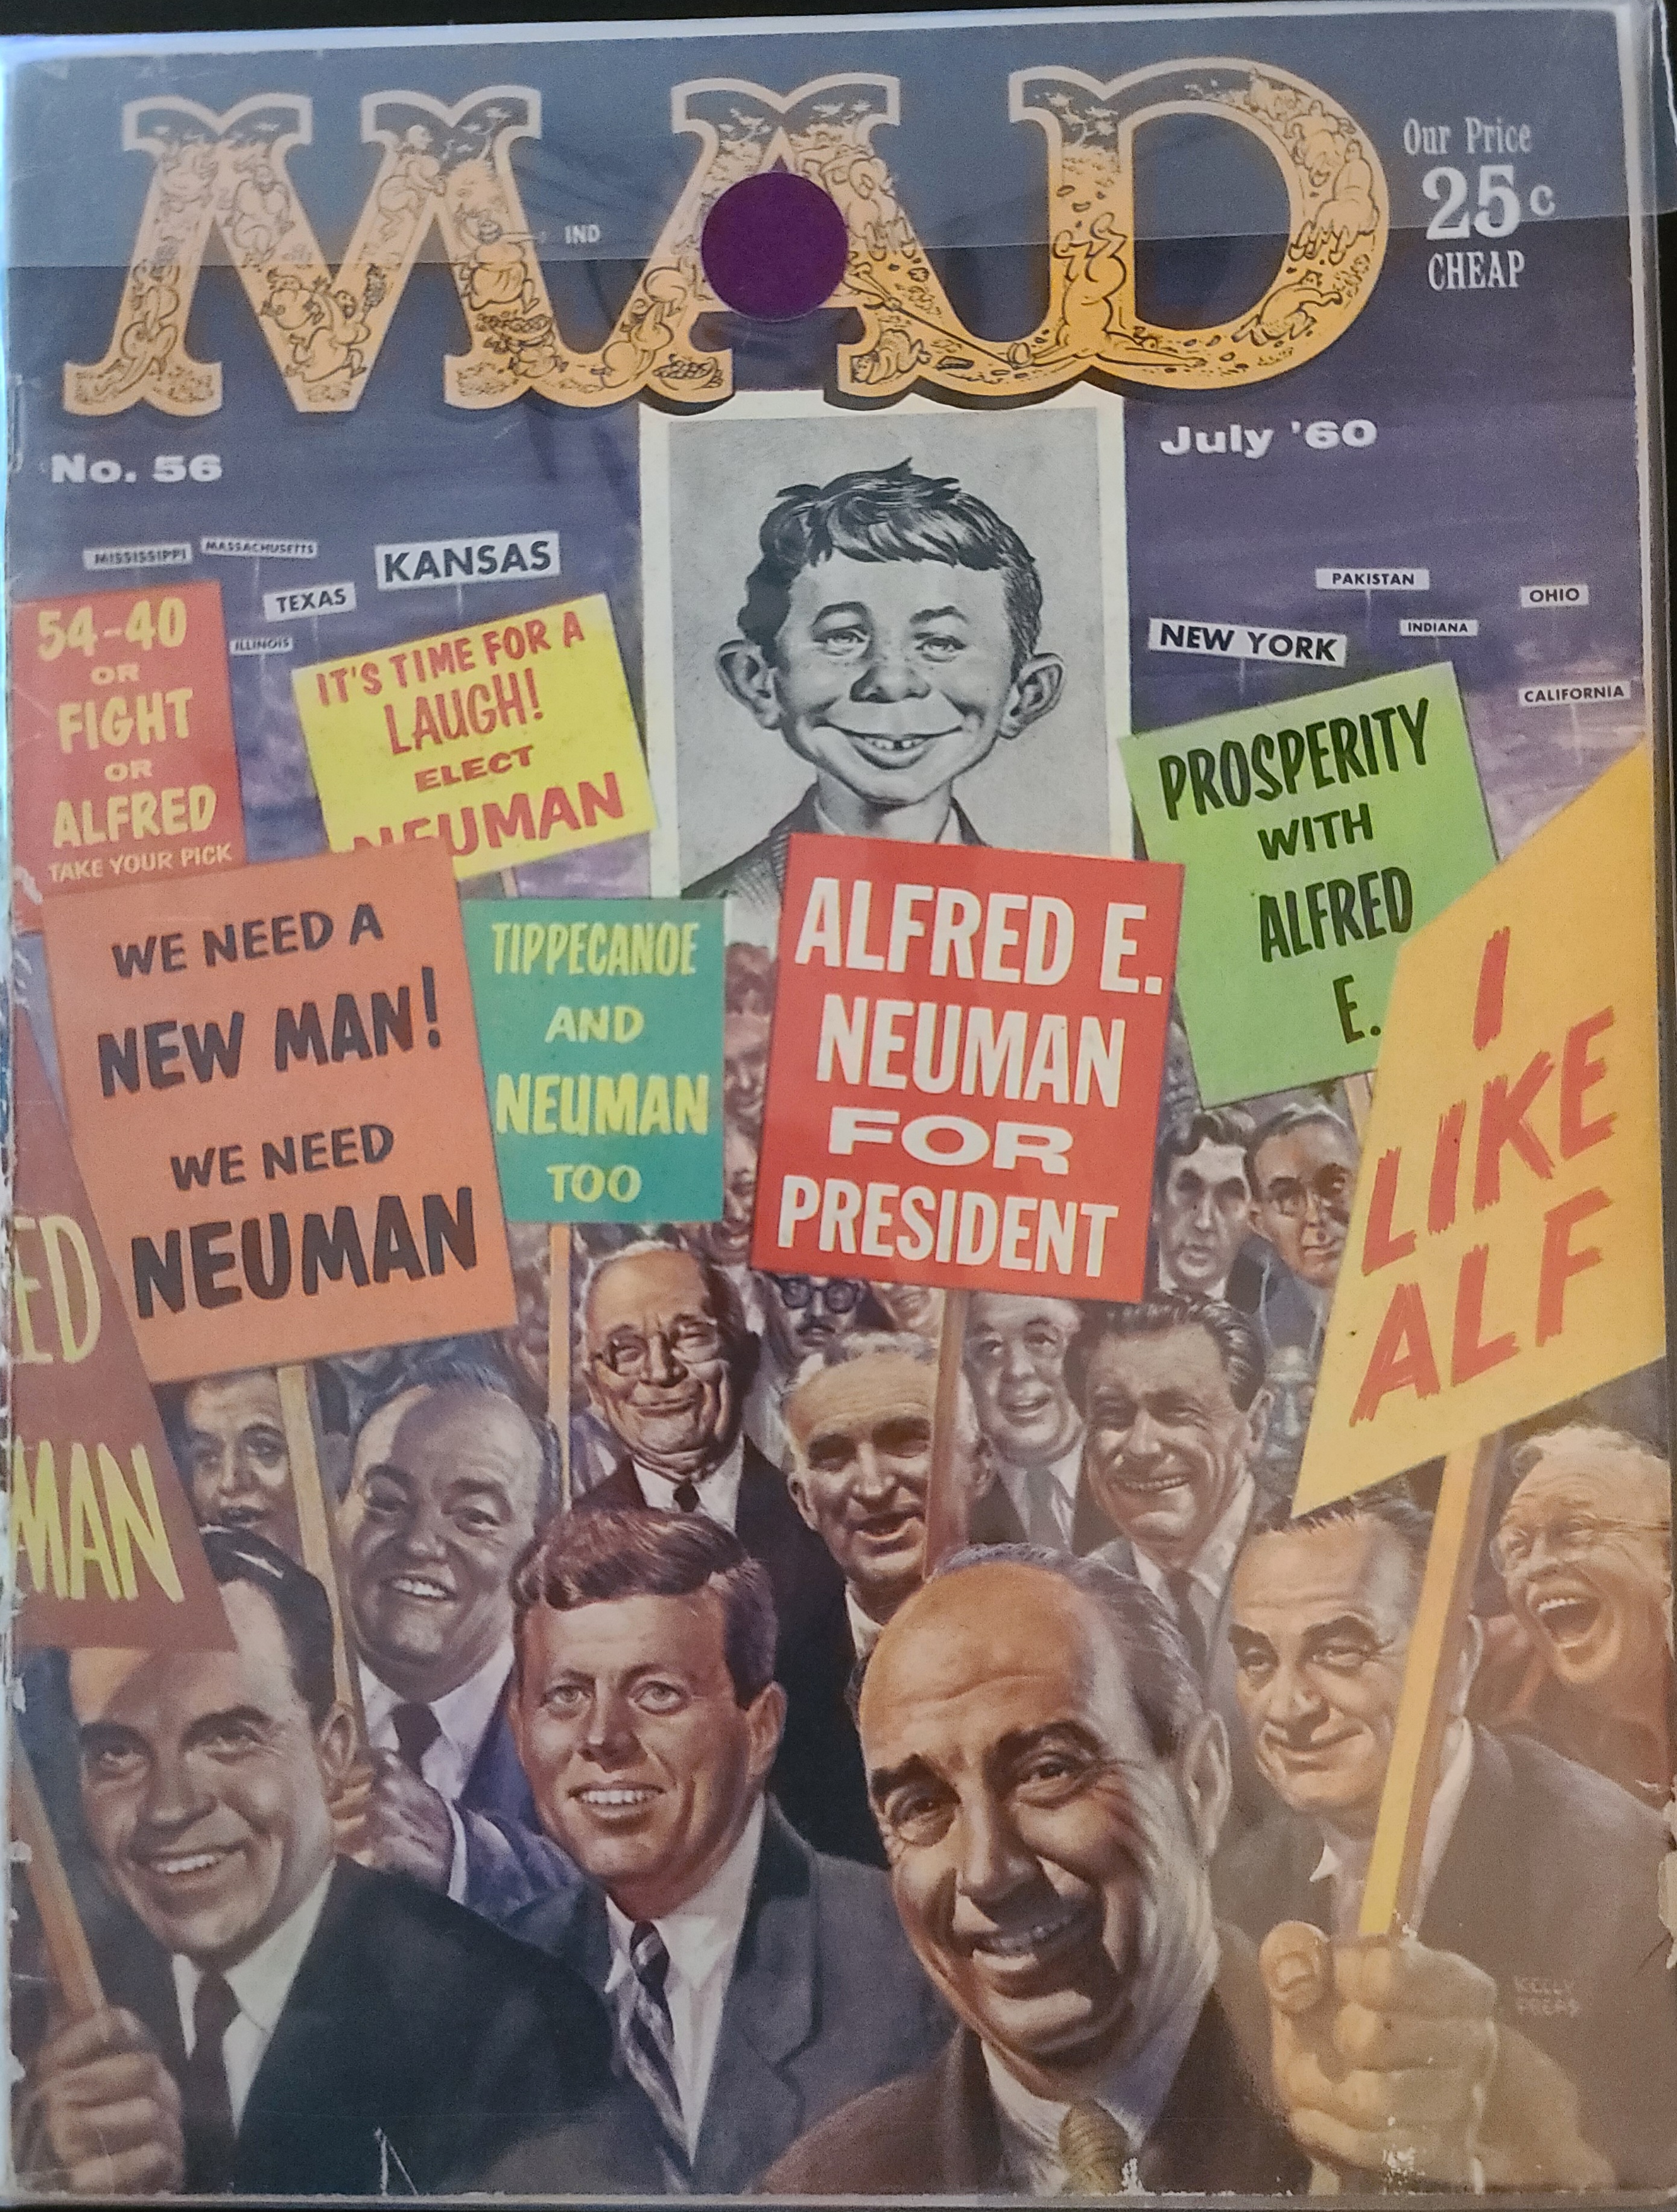 MAD
IND
Our Price
25c
CHEAP
No. 56
July '60
MISSISSIPPI
MASSACHUSETTS
KANSAS
TEXAS
ILLINOIS
PAKISTAN
OHIO
INDIANA
NEW YORK
CALIFORNIA
54-40
OR
FIGHT
OR
ALFRED
TAKE YOUR PICK
IT'S TIME FOR A
LAUGH!
ELECT
NEUMAN
PROSPERITY
WITH
ALFRED
E.
WE NEED A
NEW MAN!
WE NEED
NEUMAN
TIPPECANOE
AND
NEUMAN
TOO
ALFRED E.
NEUMAN
FOR
PRESIDENT
I
LIKE
ALF
ED
MAN
KELLY
FREAS